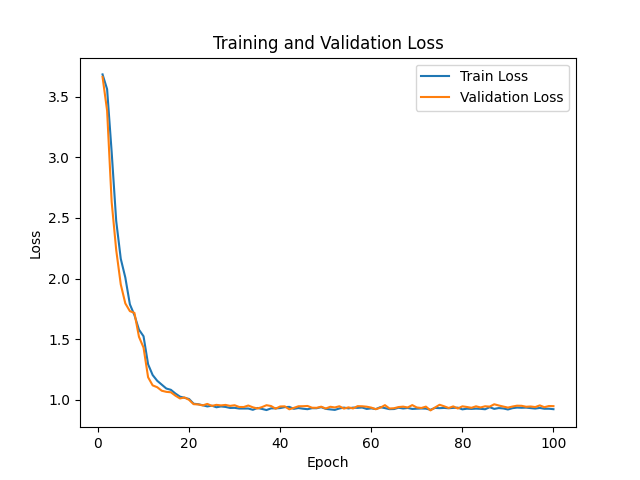 Training and Validation Loss
Train Loss
Validation Loss
3.5
3.0
2.5
2.0
1.5
1.0
Loss
0 20 40 60 80 100
Epoch